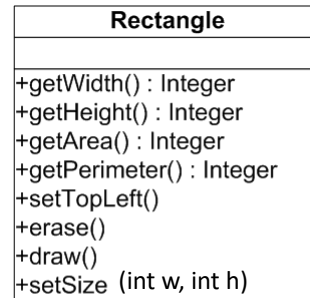 Rectangle
+getWidth() : Integer
+getHeight() : Integer
+getArea() : Integer
+getPerimeter() : Integer
+setTopLeft()
+erase()
+draw()
+setSize (int w, int h)